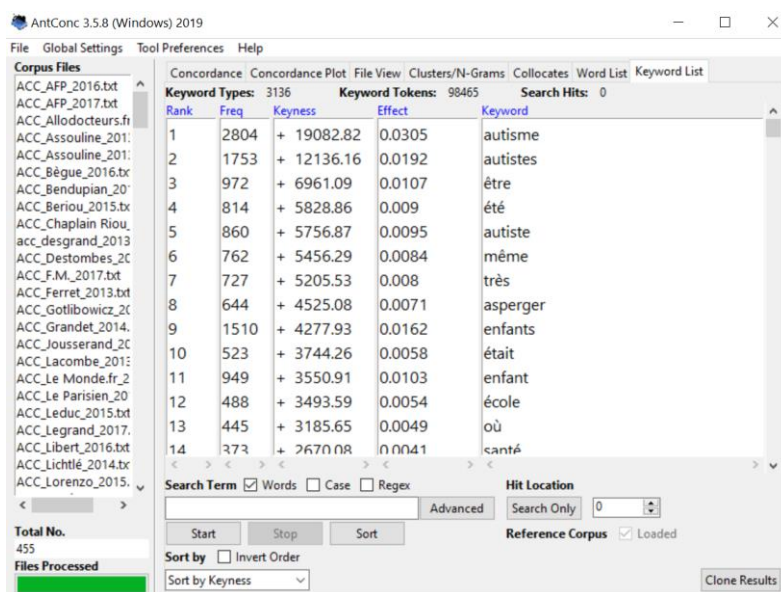 AntConc 3.5.8 (Windows) 2019
File Global Settings Tool Preferences Help
Corpus Files
ACC_AFP_2016.txt
ACC_AFP_2017.txt
ACC_Allodocteurs.fr
ACC_Assouline_201
ACC_Assouline_201
ACC_Bègue_2016.tx
ACC_Bendupian_20
ACC_Beriou_2015.tx
ACC_Chaplain Riou_
acc_desgrand_2013
ACC_Destombes_20
ACC_F.M._2017.txt
ACC_Ferret_2013.txt
ACC_Gotlibowicz_20
ACC_Grandet_2014.
ACC_Jousserand_20
ACC_Lacombe_2013
ACC_Le Monde.fr_2
ACC_Le Parisien_20
ACC_Leduc_2015.txt
ACC_Legrand_2017.
ACC_Libert_2016.txt
ACC_Lichtlé_2014.tx
ACC_Lorenzo_2015.
Total No.
455
Files Processed
Concordance Concordance Plot File View Clusters/N-Grams Collocates Word List Keyword List
Keyword Types: 3136 Keyword Tokens: 98465 Search Hits: 0
Rank Freq Keyness Effect Keyword
1 2804 + 19082.82 0.0305 autisme
2 1753 + 12136.16 0.0192 autistes
3 972 + 6961.09 0.0107 être
4 814 + 5828.86 0.009 été
5 860 + 5756.87 0.0095 autiste
6 762 + 5456.29 0.0084 même
7 727 + 5205.53 0.008 très
8 644 + 4525.08 0.0071 asperger
9 1510 + 4277.93 0.0162 enfants
10 523 + 3744.26 0.0058 était
11 949 + 3550.91 0.0103 enfant
12 488 + 3493.59 0.0054 école
13 445 + 3185.65 0.0049 où
14 373 + 2670.08 0.0041 santé
Search Term Words Case Regex Hit Location
Advanced Search Only 0
Start Stop Sort Reference Corpus Loaded
Sort by Invert Order
Sort by Keyness Clone Results